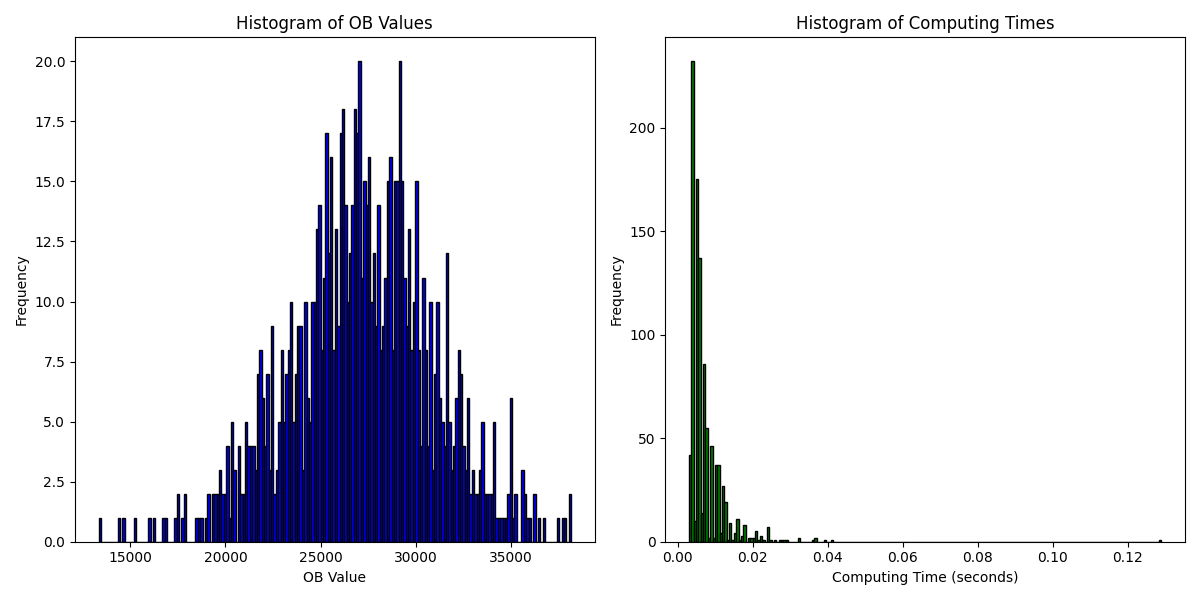 Histogram of OB Values
Frequency
20.0
17.5
15.0
12.5
10.0
7.5
5.0
2.5
0.0
15000 20000 25000 30000 35000
OB Value
Histogram of Computing Times
Frequency
200
150
100
50
0
0.00 0.02 0.04 0.06 0.08 0.10 0.12
Computing Time (seconds)